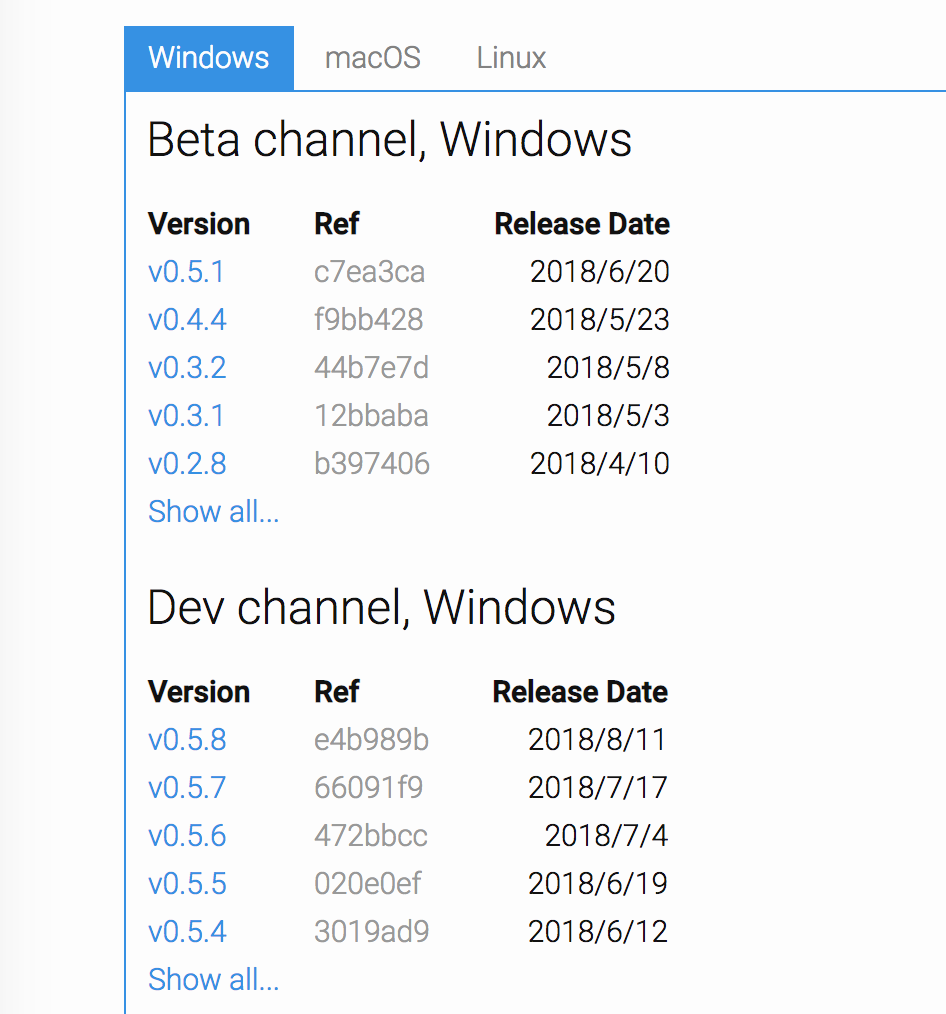 Windows macOS Linux
Beta channel, Windows
Version Ref Release Date
v0.5.1 c7ea3ca 2018/6/20
v0.4.4 f9bb428 2018/5/23
v0.3.2 44b7e7d 2018/5/8
v0.3.1 12bbaba 2018/5/3
v0.2.8 b397406 2018/4/10
Show all...
Dev channel, Windows
Version Ref Release Date
v0.5.8 e4b989b 2018/8/11
v0.5.7 66091f9 2018/7/17
v0.5.6 472bbcc 2018/7/4
v0.5.5 020e0ef 2018/6/19
v0.5.4 3019ad9 2018/6/12
Show all...